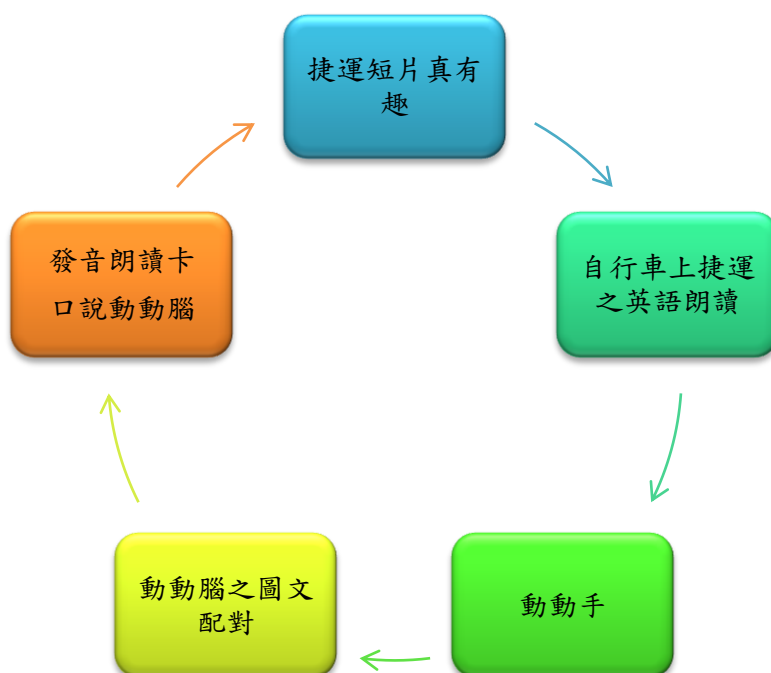 捷運短片真有
趣
自行車上捷運
之英語朗讀
動動手
動動腦之圖文
配對
發音朗讀卡
口說動動腦